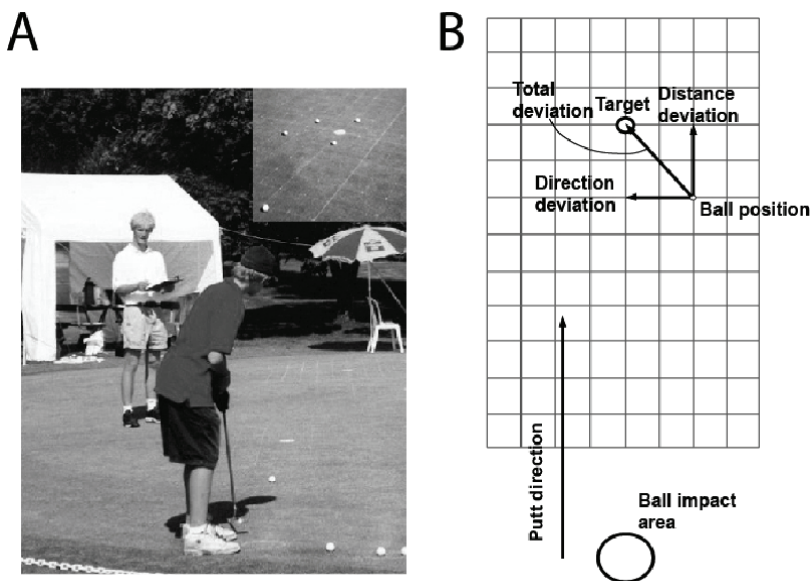 A
B
Total
deviation
Target
Distance
deviation
Direction
deviation
Ball position
Putt direction
Ball impact
area